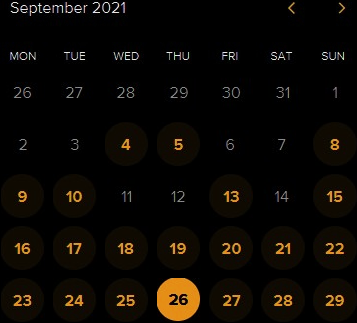 September 2021
MON TUE WED THU FRI SAT SUN
26 27 28 29 30 31 1
2 3 4 5 6 7 8
9 10 11 12 13 14 15
16 17 18 19 20 21 22
23 24 25 26 27 28 29